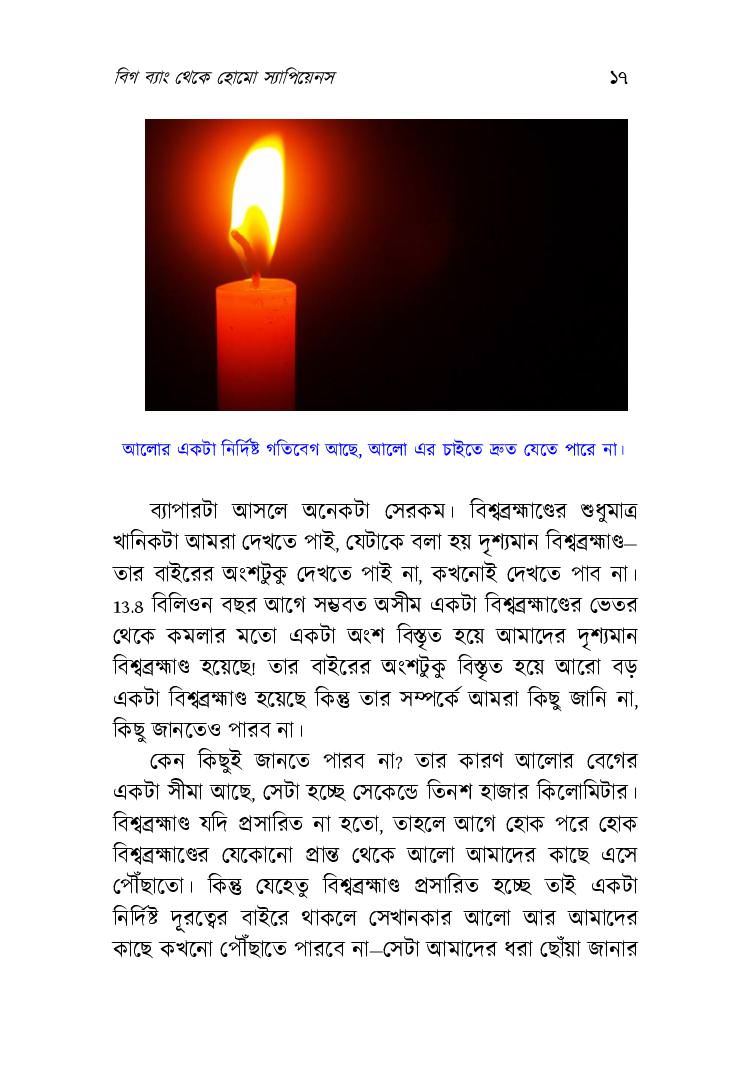 বিগ ব্যাং থেকে হোমো স্যাপিয়েনস ১৭
আলোর একটা নির্দিষ্ট গতিবেগ আছে, আলো এর চাইতে দ্রুত যেতে পারে না।
ব্যাপারটা আসলে অনেকটা সেরকম। বিশ্বব্রহ্মাণ্ডের শুধুমাত্র
খানিকটা আমরা দেখতে পাই, যেটাকে বলা হয় দৃশ্যমান বিশ্বব্রহ্মাণ্ড—
তার বাইরের অংশটুকু দেখতে পাই না, কখনোই দেখতে পাব না।
13.8 বিলিওন বছর আগে সম্ভবত অসীম একটা বিশ্বব্রহ্মাণ্ডের ভেতর
থেকে কমলার মতো একটা অংশ বিস্তৃত হয়ে আমাদের দৃশ্যমান
বিশ্বব্রহ্মাণ্ড হয়েছে! তার বাইরের অংশটুকু বিস্তৃত হয়ে আরো বড়
একটা বিশ্বব্রহ্মাণ্ড হয়েছে কিন্তু তার সম্পর্কে আমরা কিছু জানি না,
কিছু জানতেও পারব না।
কেন কিছুই জানতে পারব না? তার কারণ আলোর বেগের
একটা সীমা আছে, সেটা হচ্ছে সেকেন্ডে তিনশ হাজার কিলোমিটার।
বিশ্বব্রহ্মাণ্ড যদি প্রসারিত না হতো, তাহলে আগে হোক পরে হোক
বিশ্বব্রহ্মাণ্ডের যেকোনো প্রান্ত থেকে আলো আমাদের কাছে এসে
পৌঁছাতো। কিন্তু যেহেতু বিশ্বব্রহ্মাণ্ড প্রসারিত হচ্ছে তাই একটা
নির্দিষ্ট দূরত্বের বাইরে থাকলে সেখানকার আলো আর আমাদের
কাছে কখনো পৌঁছাতে পারবে না—সেটা আমাদের ধরা ছোঁয়া জানার